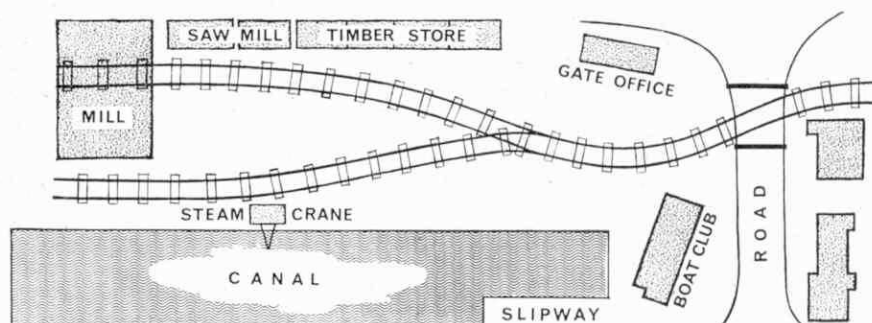 SAW MILL
TIMBER STORE
GATE OFFICE
MILL
STEAM CRANE
BOAT CLUB
ROAD
CANAL
SLIPWAY